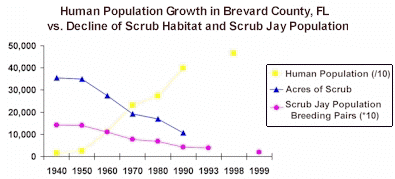 Human Population Growth in Brevard County, FL
vs. Decline of Scrub Habitat and Scrub Jay Population
50,000
40,000
30,000
20,000
10,000
0
1940 1950 1960 1970 1980 1990 1993 1998 1999
Human Population (/10)
Acres of Scrub
Scrub Jay Population
Breeding Pairs (*10)